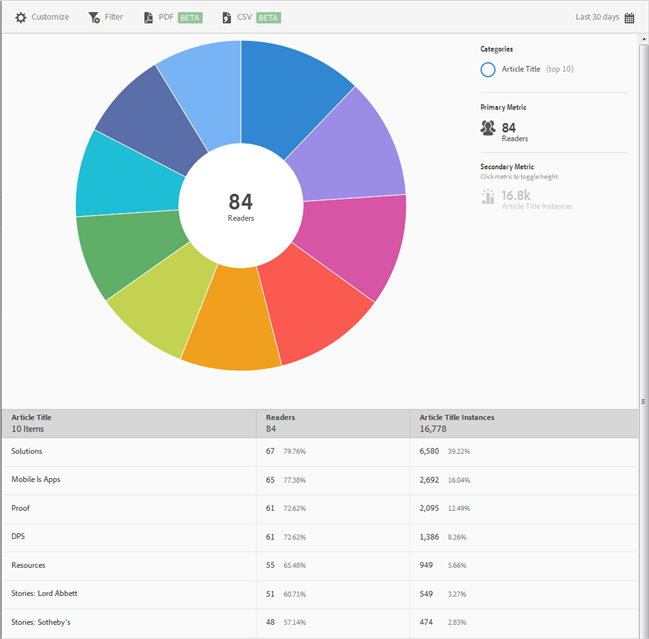 Customize Filter PDF BETA CSV BETA Last 30 days
Categories
Article Title (top 10)
Primary Metric
84
Readers
Secondary Metric
Click metric to toggle height
16.8k
Article Title Instances
84
Readers
Article Title Readers Article Title Instances
10 Items 84 16,778
Solutions 67 79.76% 6,580 39.22%
Mobile Is Apps 65 77.38% 2,692 16.04%
Proof 61 72.62% 2,095 12.49%
DPS 61 72.62% 1,386 8.26%
Resources 55 65.48% 949 5.66%
Stories: Lord Abbett 51 60.71% 549 3.27%
Stories: Sotheby's 48 57.14% 474 2.83%